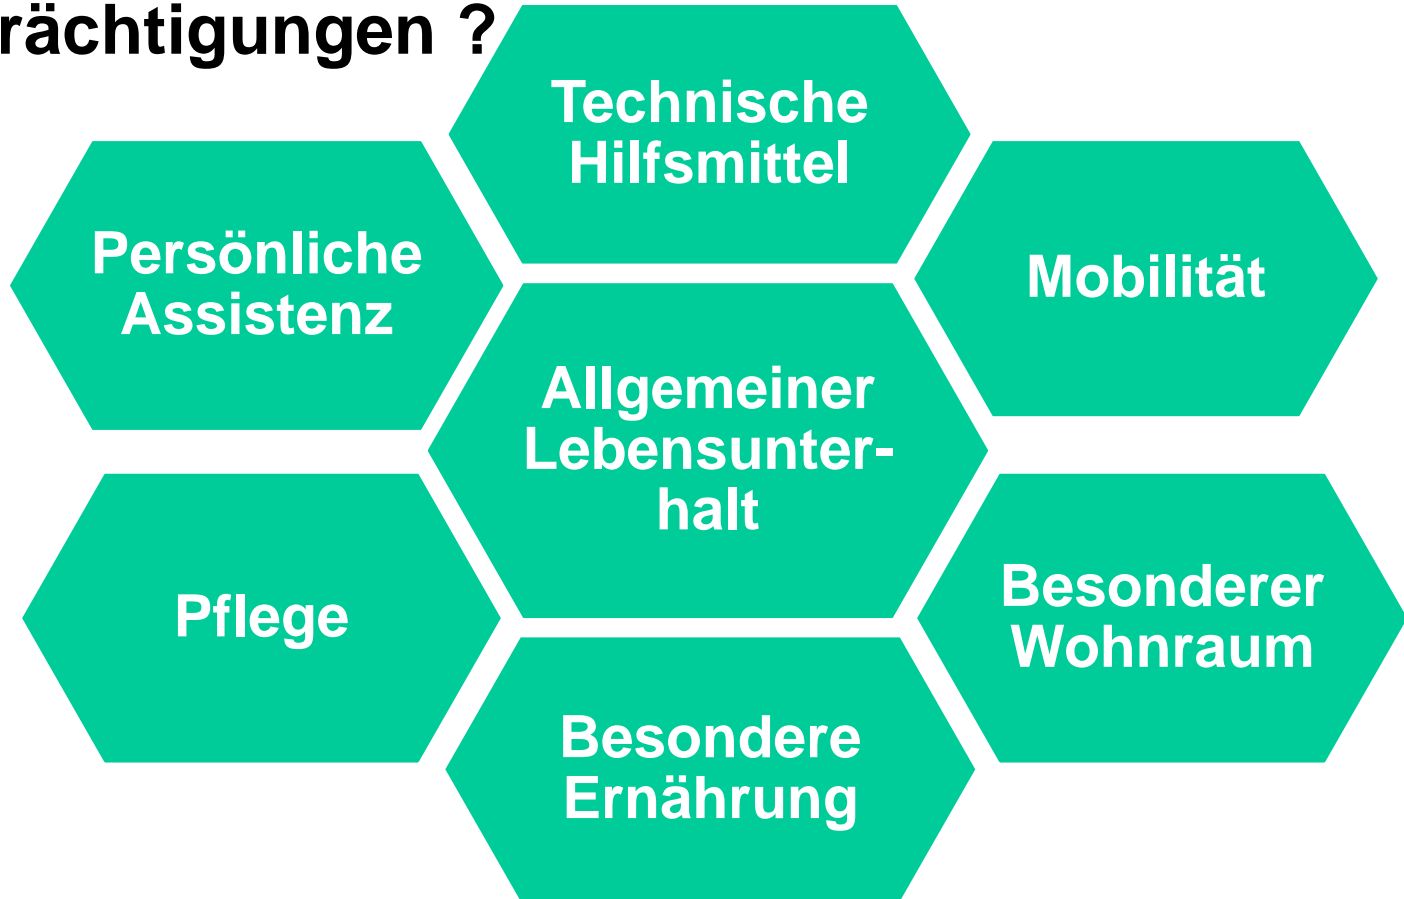 rächtigungen ?
Technische
Hilfsmittel
Persönliche
Assistenz
Mobilität
Allgemeiner
Lebensunter-
halt
Pflege
Besonderer
Wohnraum
Besondere
Ernährung